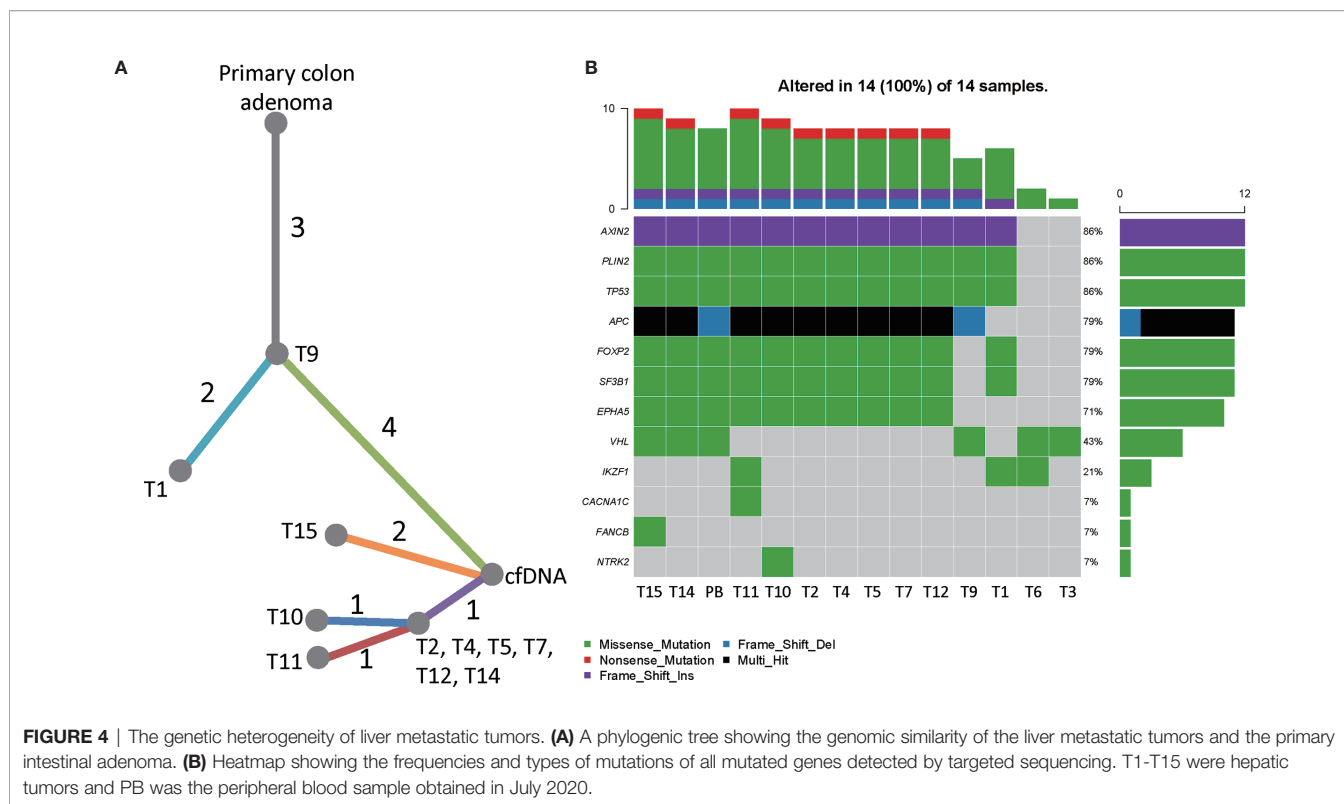 A
Primary colon
adenoma
3
T9
2
4
T1
T15
2
cfDNA
1
T10
1
T2, T4, T5, T7,
T12, T14
T11
1
B
Altered in 14 (100%) of 14 samples.
10
0
0 12
AXIN2 86%
PLIN2 86%
TP53 86%
APC 79%
FOXP2 79%
SF3B1 79%
EPHA5 71%
VHL 43%
IKZF1 21%
CACNA1C 7%
FANCB 7%
NTRK2 7%
T15 T14 PB T11 T10 T2 T4 T5 T7 T12 T9 T1 T6 T3
Missense_Mutation Frame_Shift_Del
Nonsense_Mutation Multi_Hit
Frame_Shift_Ins
FIGURE 4 | The genetic heterogeneity of liver metastatic tumors. (A) A phylogenic tree showing the genomic similarity of the liver metastatic tumors and the primary
intestinal adenoma. (B) Heatmap showing the frequencies and types of mutations of all mutated genes detected by targeted sequencing. T1-T15 were hepatic
tumors and PB was the peripheral blood sample obtained in July 2020.